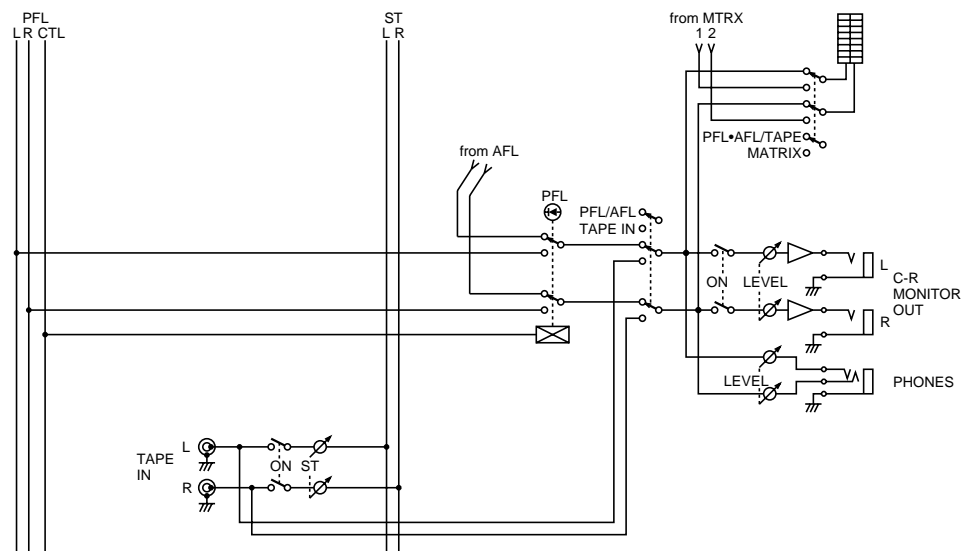 PFL
L R CTL
ST
L R
from MTRX
1 2
PFL•AFL/TAPE
MATRIX
from AFL
PFL
PFL/AFL
TAPE IN
ON
LEVEL
L
C-R
MONITOR
OUT
R
LEVEL
PHONES
TAPE
IN
L
ON
ST
R